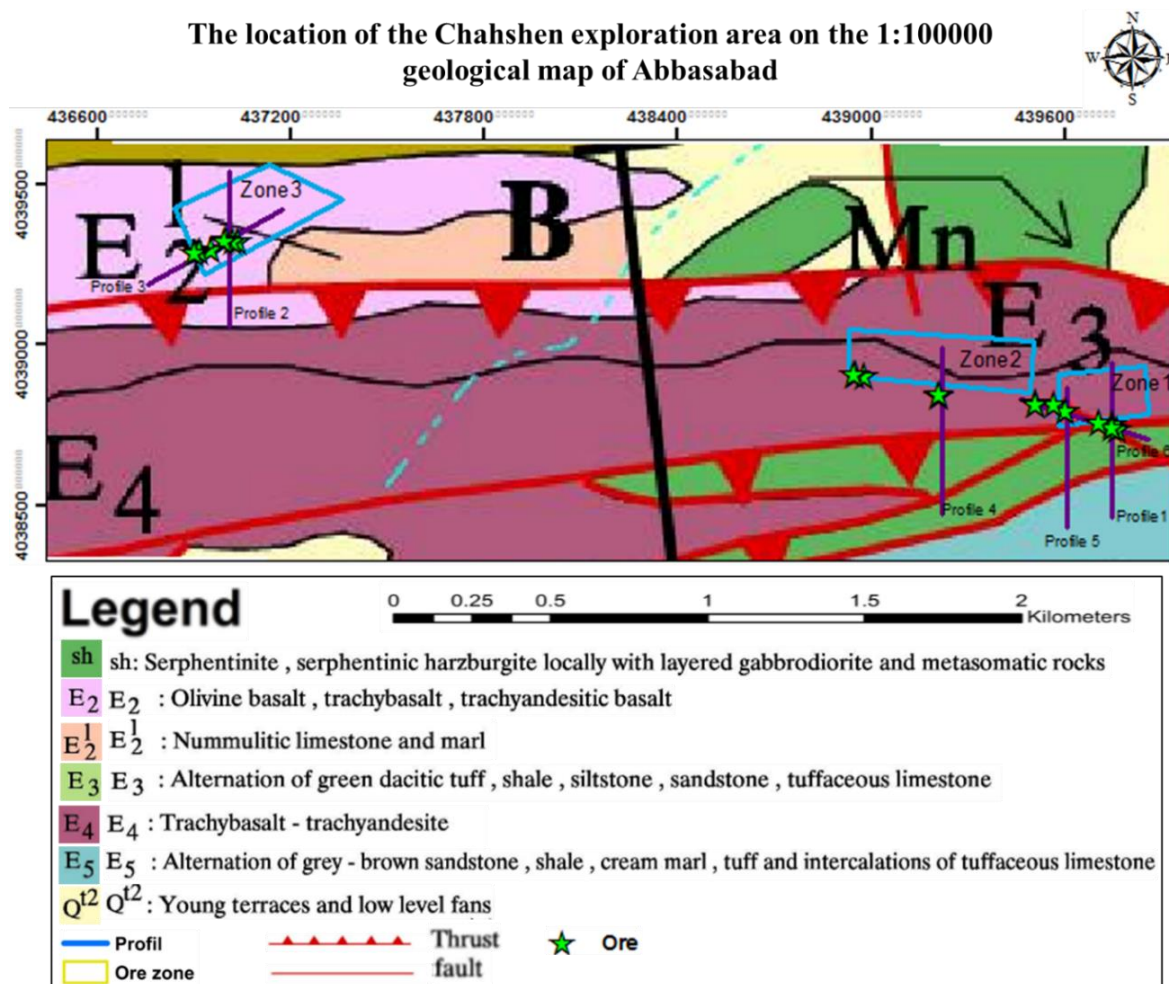 The location of the Chahshen exploration area on the 1:100000
geological map of Abbasabad
N
W
E
S
436600 437200 437800 438400 439000 439600
4039500
4039000
4038500
Zone3
E 1 2
B
Mn
Profile 3
Profile 2
E 3
Zone2
Zone 1
E 4
Profile 6
Profile 4
Profile1
Profile 5
Legend
0 0.25 0.5 1 1.5 2
Kilometers
sh sh: Serphentinite , serphentinic harzburgite locally with layered gabbrodiorite and metasomatic rocks
E2 E2 : Olivine basalt , trachybasalt , trachyandesitic basalt
E12 E12 : Nummulitic limestone and marl
E3 E3 : Alternation of green dacitic tuff , shale , siltstone , sandstone , tuffaceous limestone
E4 E4 : Trachybasalt - trachyandesite
E5 E5 : Alternation of grey - brown sandstone , shale , cream marl , tuff and intercalations of tuffaceous limestone
Qt2 Qt2 : Young terraces and low level fans
Profil Thrust Ore
Ore zone fault